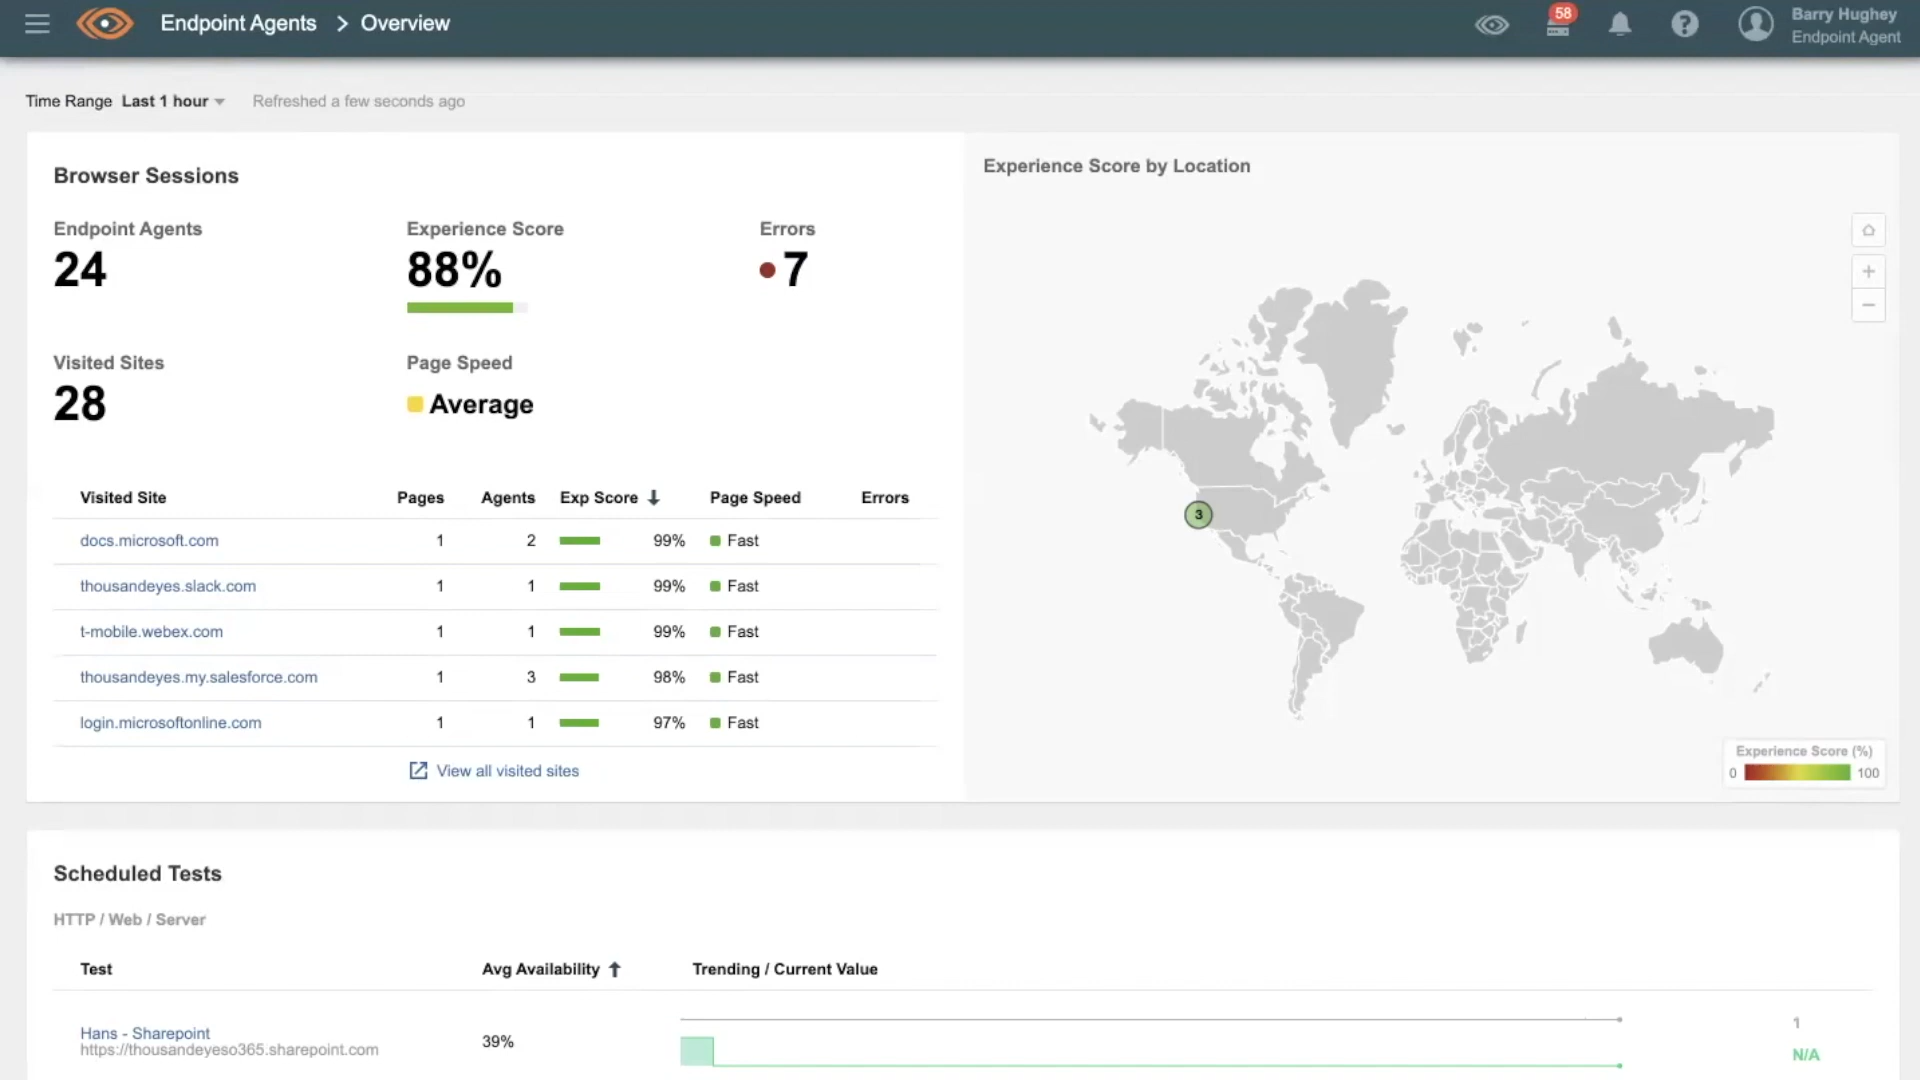 Endpoint Agents > Overview
58
Barry Hughey
Endpoint Agent
Time Range Last 1 hour
Refreshed a few seconds ago
Browser Sessions
Endpoint Agents
24
Experience Score
88%
Errors
7
Visited Sites
28
Page Speed
Average
Visited Site Pages Agents Exp Score Page Speed Errors
docs.microsoft.com 1 2 99% Fast
thousandeyes.slack.com 1 1 99% Fast
t-mobile.webex.com 1 1 99% Fast
thousandeyes.my.salesforce.com 1 3 98% Fast
login.microsoftonline.com 1 1 97% Fast
View all visited sites
Experience Score by Location
3
Experience Score (%)
0 100
Scheduled Tests
HTTP / Web / Server
Test Avg Availability Trending / Current Value
Hans - Sharepoint
https://thousandeyeso365.sharepoint.com
39%
1
N/A